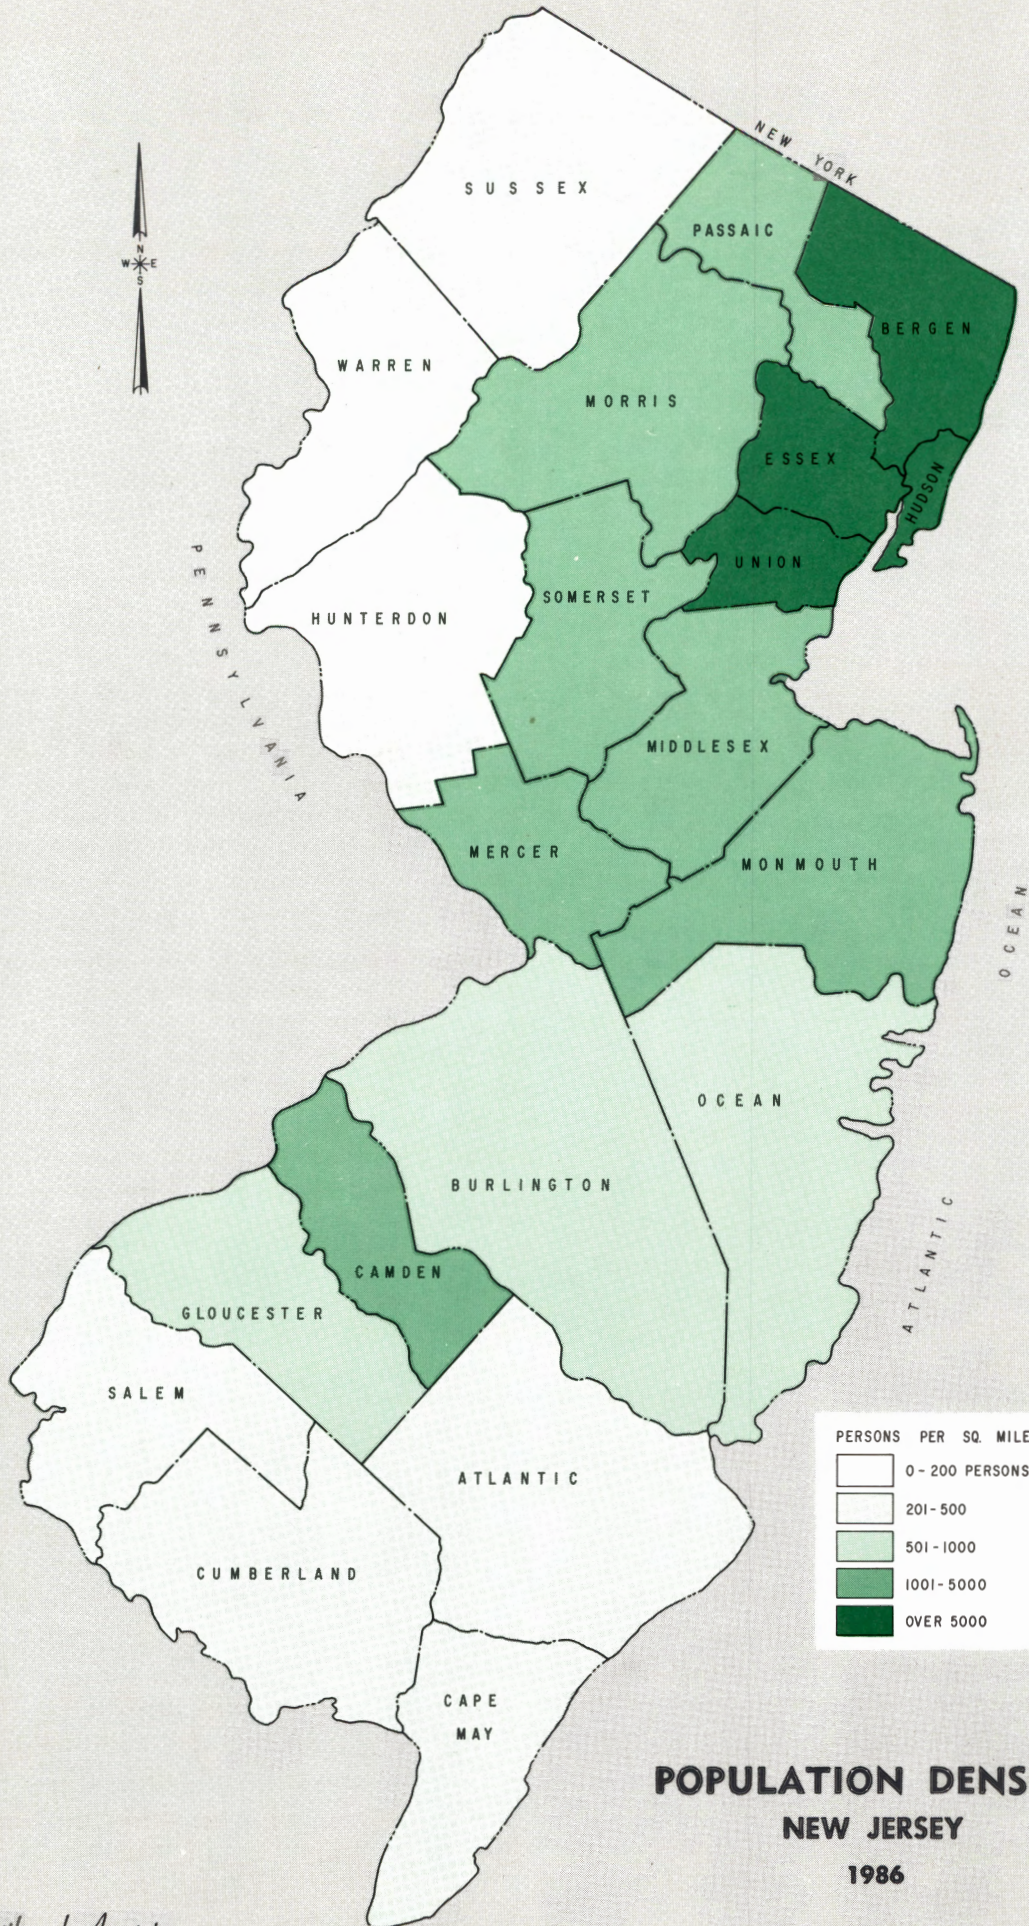 NEW YORK
SUSSEX
PASSAIC
N
W E
S
BERGEN
WARREN
MORRIS
ESSEX
HUDSON
UNION
PENNSYLVANIA
SOMERSET
HUNTERDON
MIDDLESEX
MERCER
MONMOUTH
OCEAN
OCEAN
BURLINGTON
ATLANTIC
CAMDEN
GLOUCESTER
SALEM
ATLANTIC
CUMBERLAND
CAPE
MAY
PERSONS PER SQ. MILE
0-200 PERSONS
201-500
501-1000
1001-5000
OVER 5000
POPULATION DENS
NEW JERSEY
1986